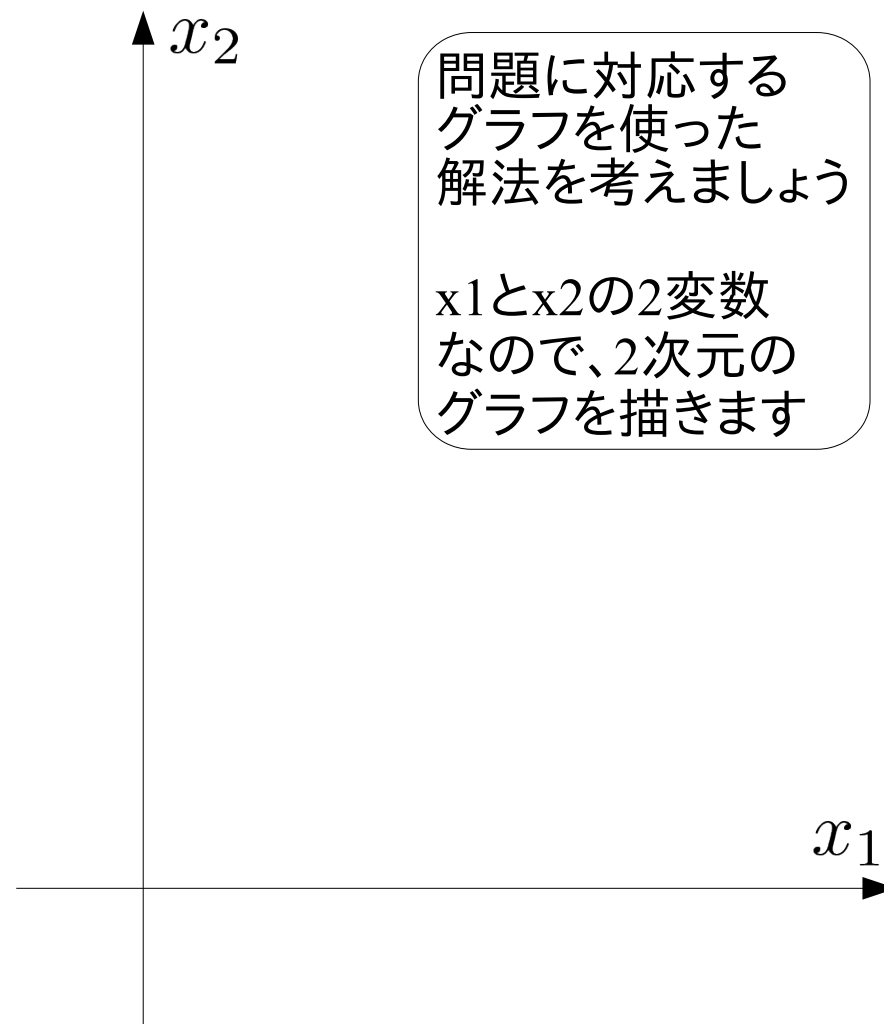 x₂
問題に対応する
グラフを使った
解法を考えましょう
x1とx2の2変数
なので、2次元の
グラフを描きます
x₁